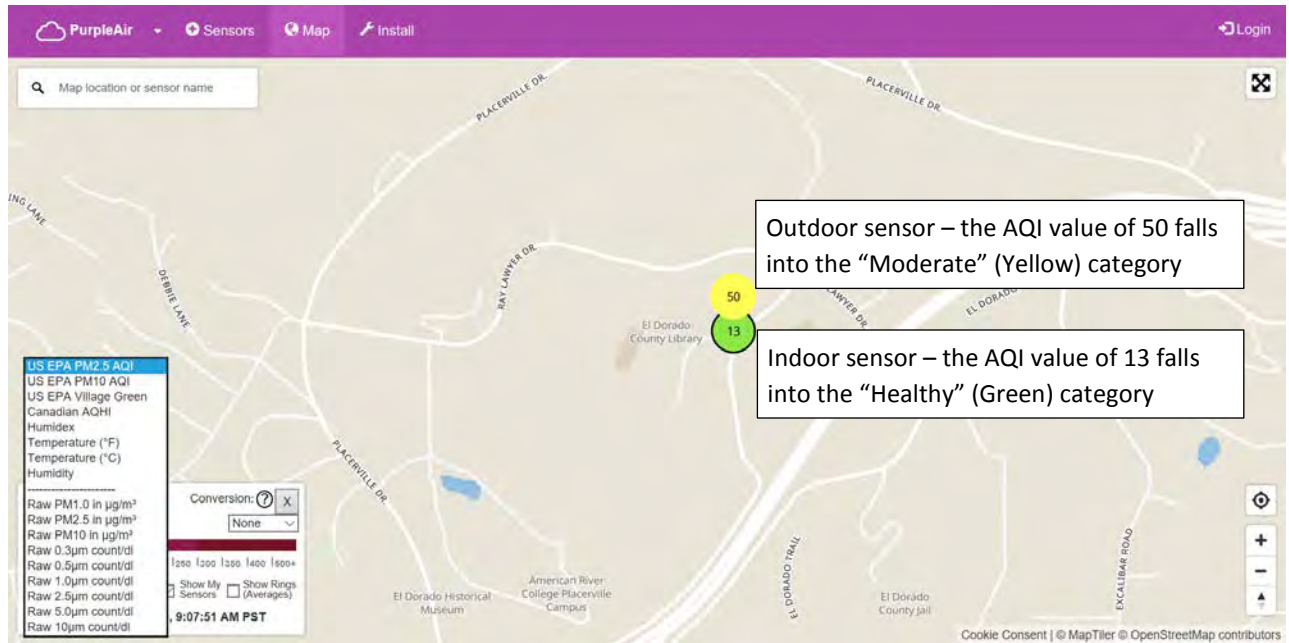 PurpleAir
Sensors
Map
Install
Login
Map location or sensor name
PLACERVILLE DR.
PLACERVILLE DR.
ING LANE
DEBBIE LANE
RAY LAWYER DR.
Outdoor sensor – the AQI value of 50 falls
into the “Moderate” (Yellow) category
50
LAWYER DR.
EL DORADO
El Dorado
County Library
13
Indoor sensor – the AQI value of 13 falls
into the “Healthy” (Green) category
US EPA PM2.5 AQI
US EPA PM10 AQI
US EPA Village Green
Canadian AQHI
Humidex
Temperature (°F)
Temperature (°C)
Humidity
----------------------
Raw PM1.0 in µg/m³
Raw PM2.5 in µg/m³
Raw PM10 in µg/m³
Raw 0.3µm count/dl
Raw 0.5µm count/dl
Raw 1.0µm count/dl
Raw 2.5µm count/dl
Raw 5.0µm count/dl
Raw 10µm count/dl
Conversion: ? X
None
250 300 350 400 500+
Show My
Sensors
Show Rings
(Averages)
, 9:07:51 AM PST
PLACERVILLE DR.
El Dorado Historical
Museum
American River
College Placerville
Campus
EL DORADO TRAIL
El Dorado
County Jail
EXCALIBAR ROAD
+
−
Cookie Consent | © MapTiler © OpenStreetMap contributors